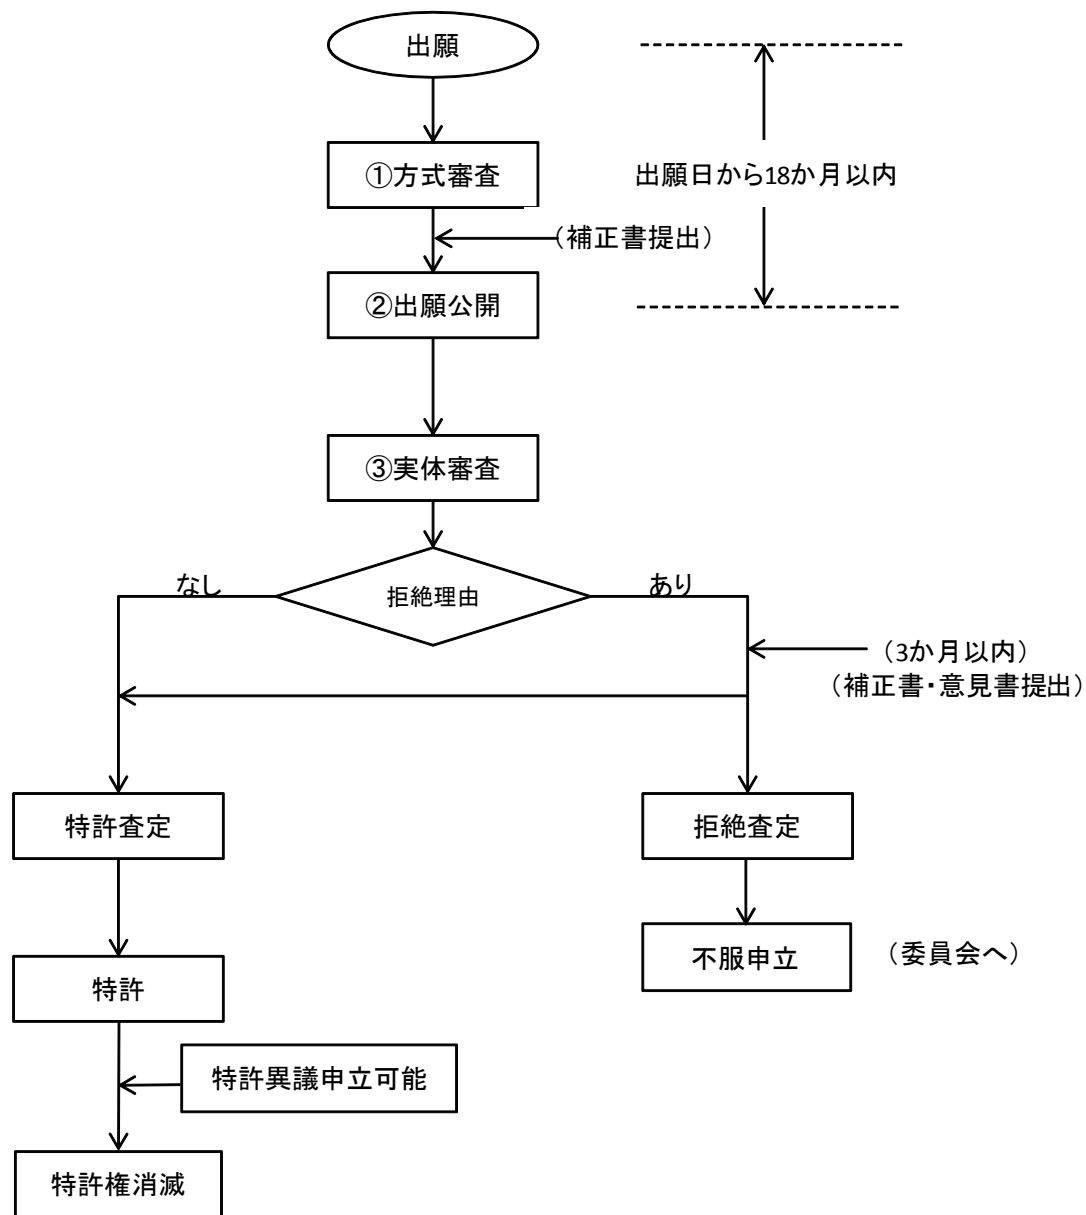 出願
①方式審査
出願日から18か月以内
（補正書提出）
②出願公開
③実体審査
拒絶理由
なし
あり
（3か月以内）
（補正書・意見書提出）
特許査定
拒絶査定
特許
不服申立
（委員会へ）
特許異議申立可能
特許権消滅